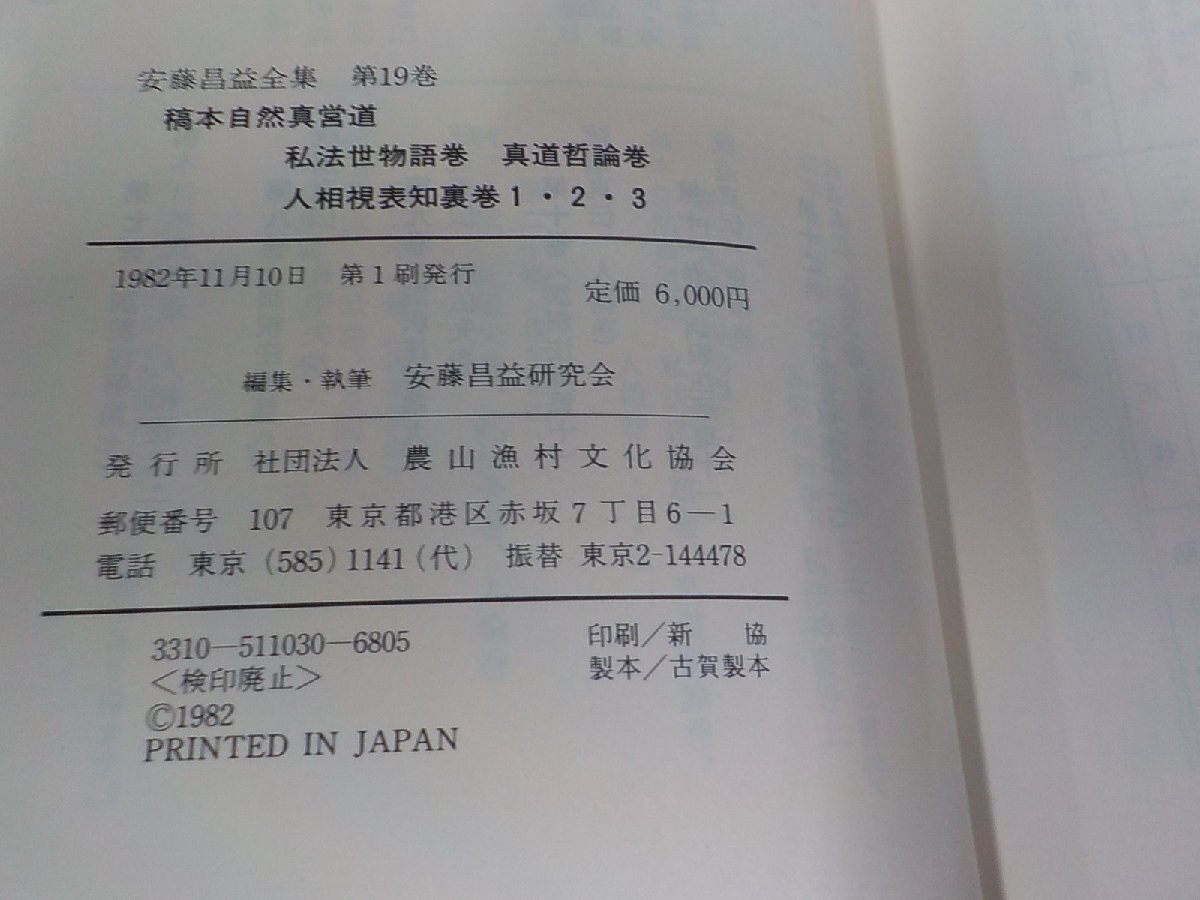 安藤昌益全集　第19巻
稿本自然真営道
私法世物語巻　真道哲論巻
人相視表知裏巻1・2・3
1982年11月10日　第1刷発行
定価 6,000円
編集・執筆　安藤昌益研究会
発行所　社団法人　農山漁村文化協会
郵便番号　107　東京都港区赤坂7丁目6—1
電話　東京 (585) 1141 (代)　振替 東京2-144478
3310—511030—6805
印刷／新　協
<検印廃止>
製本／古賀製本
©1982
PRINTED IN JAPAN